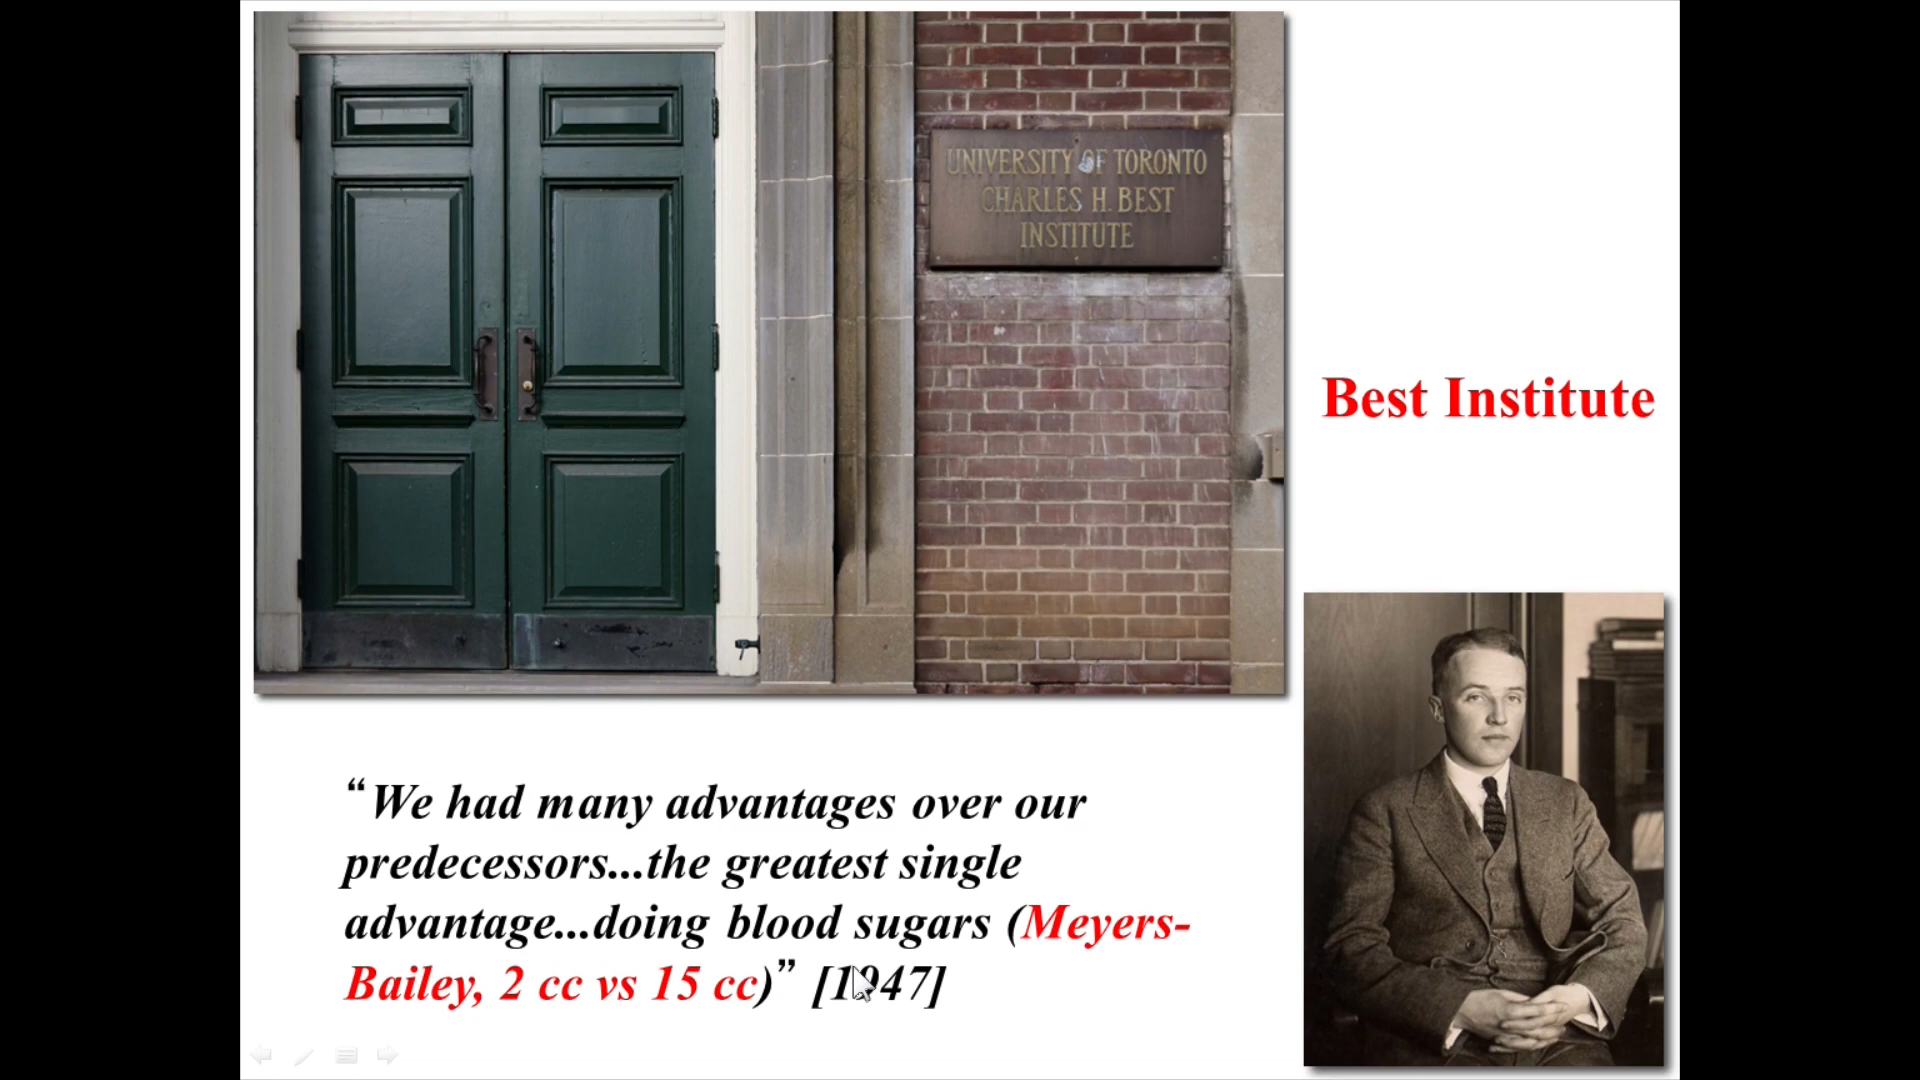 UNIVERSITY OF TORONTO
CHARLES H. BEST
INSTITUTE
Best Institute
“We had many advantages over our
predecessors...the greatest single
advantage...doing blood sugars (Meyers-
Bailey, 2 cc vs 15 cc)” [1947]